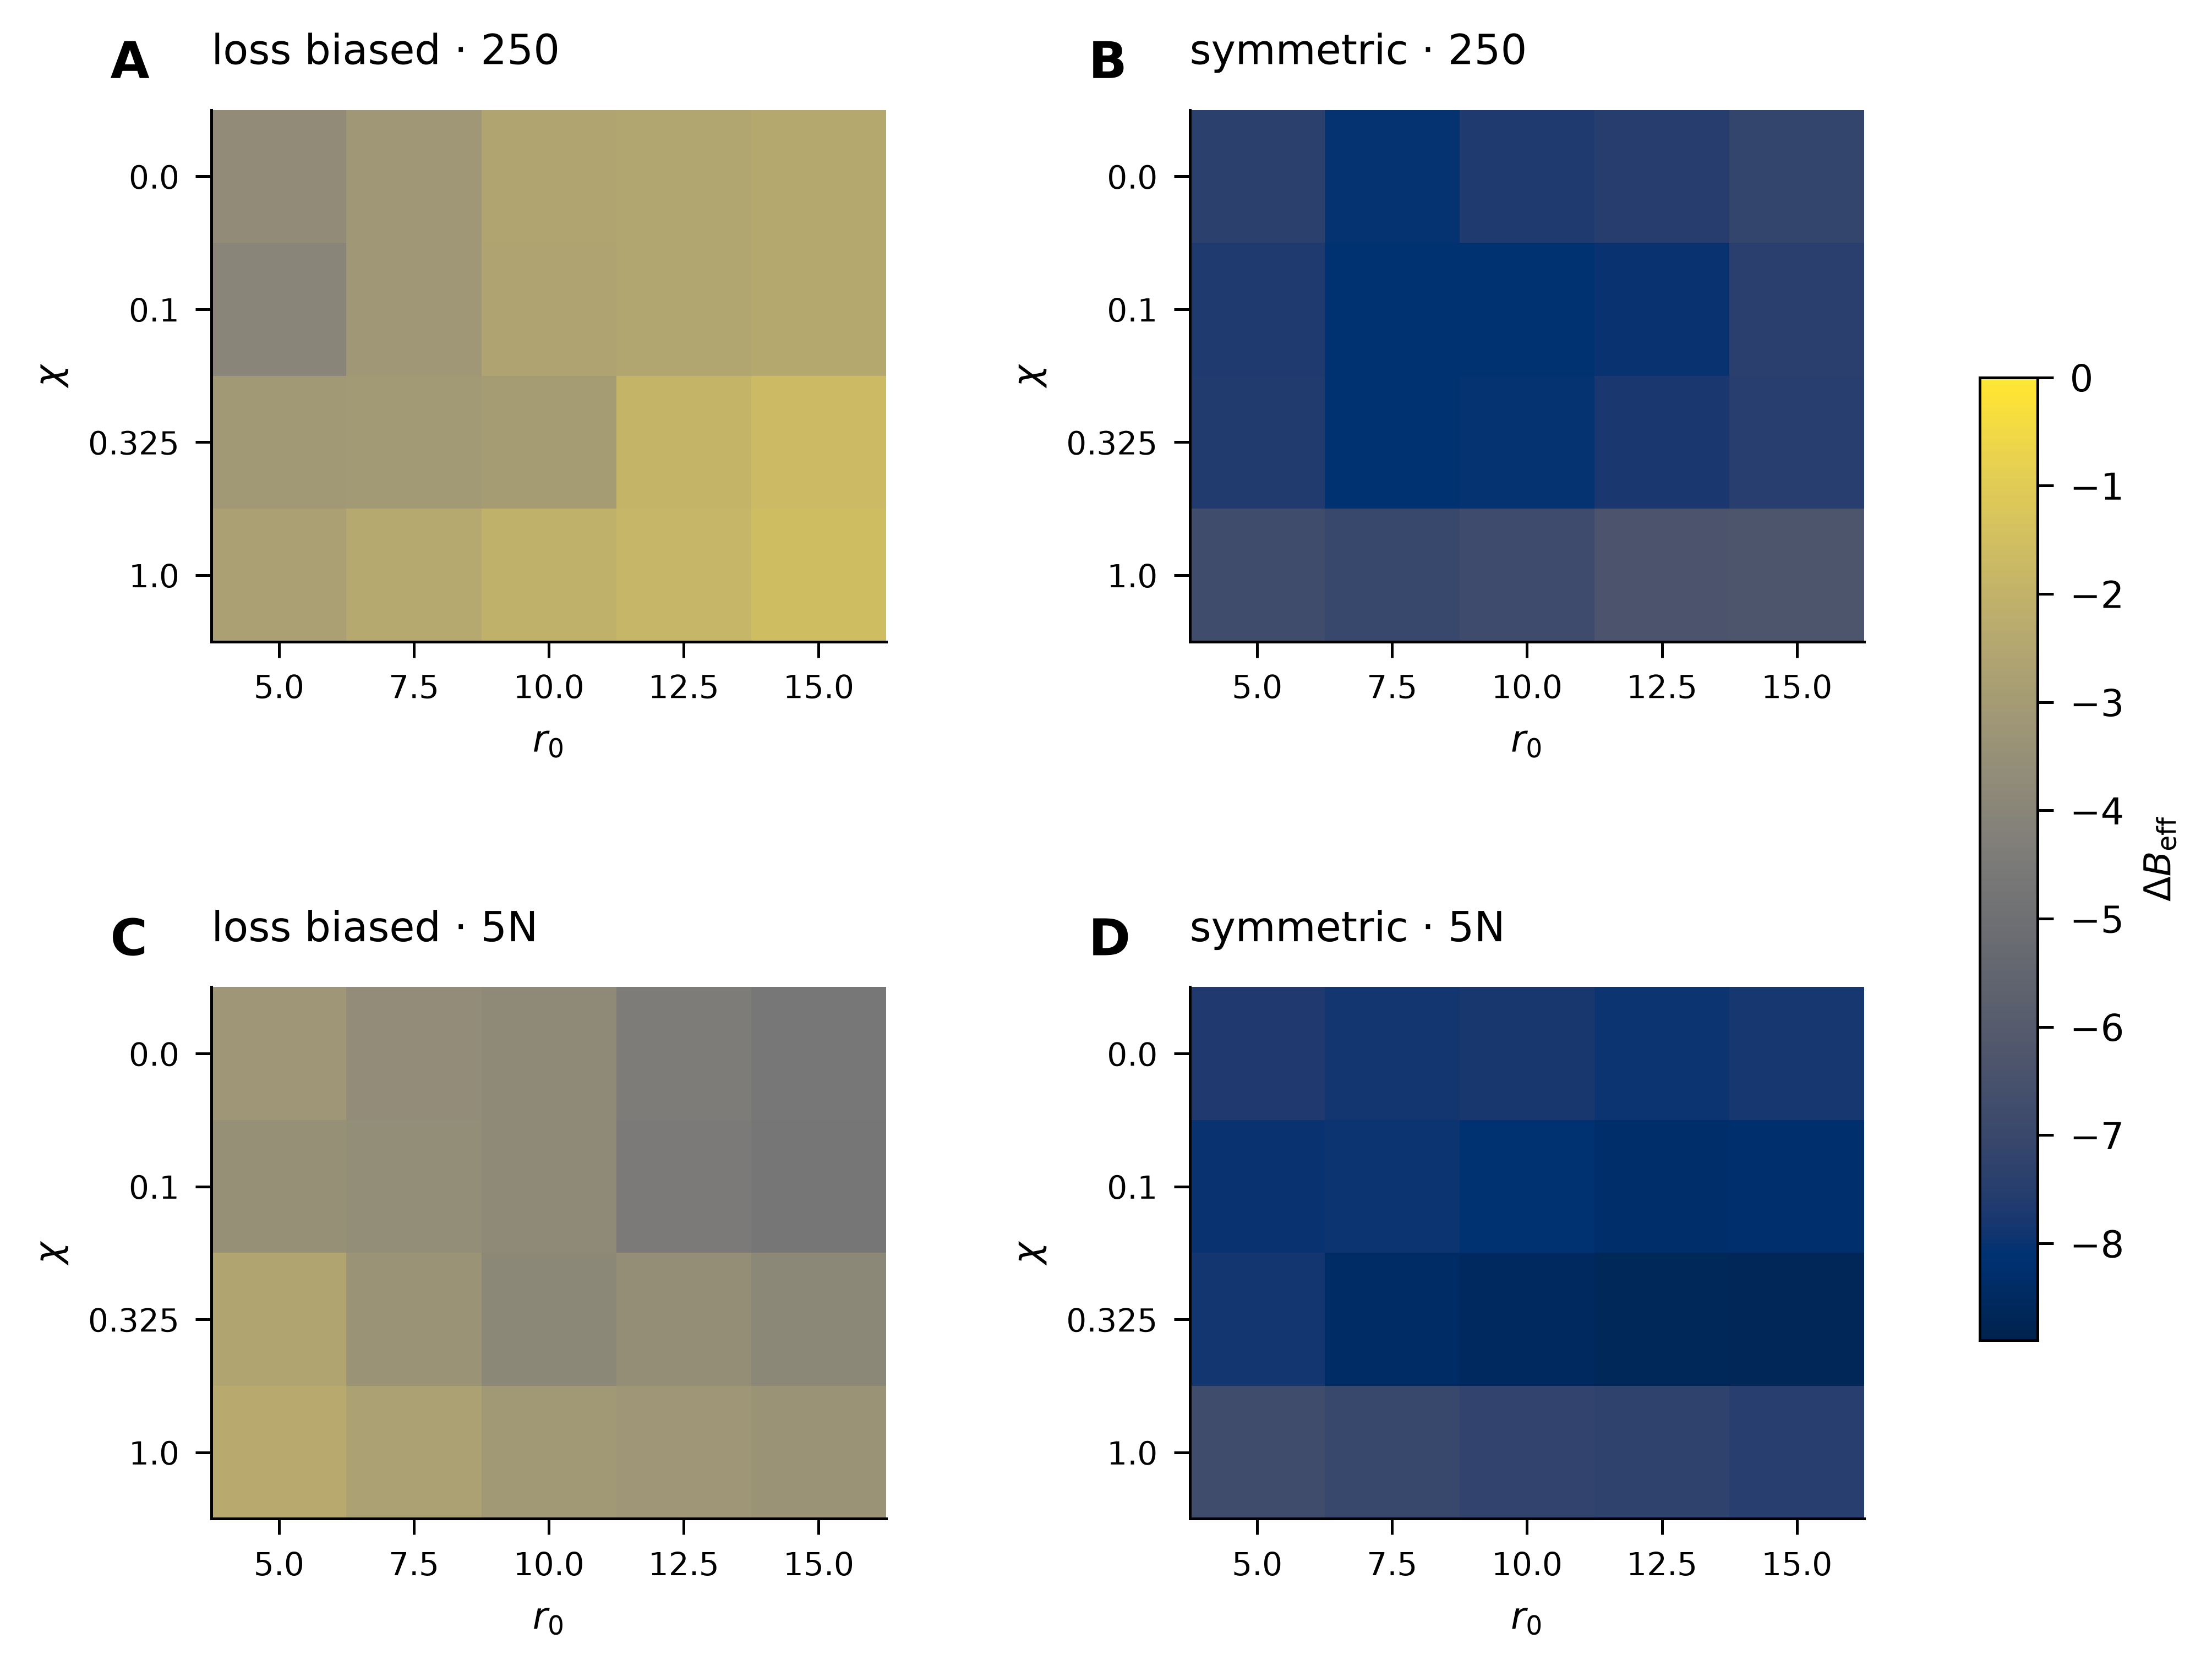 A loss biased · 250
0.0
0.1
0.325
1.0
χ
5.0 7.5 10.0 12.5 15.0
r0
B symmetric · 250
0.0
0.1
0.325
1.0
χ
5.0 7.5 10.0 12.5 15.0
r0
C loss biased · 5N
0.0
0.1
0.325
1.0
χ
5.0 7.5 10.0 12.5 15.0
r0
D symmetric · 5N
0.0
0.1
0.325
1.0
χ
5.0 7.5 10.0 12.5 15.0
r0
0
−1
−2
−3
−4
−5
−6
−7
−8
ΔBeff